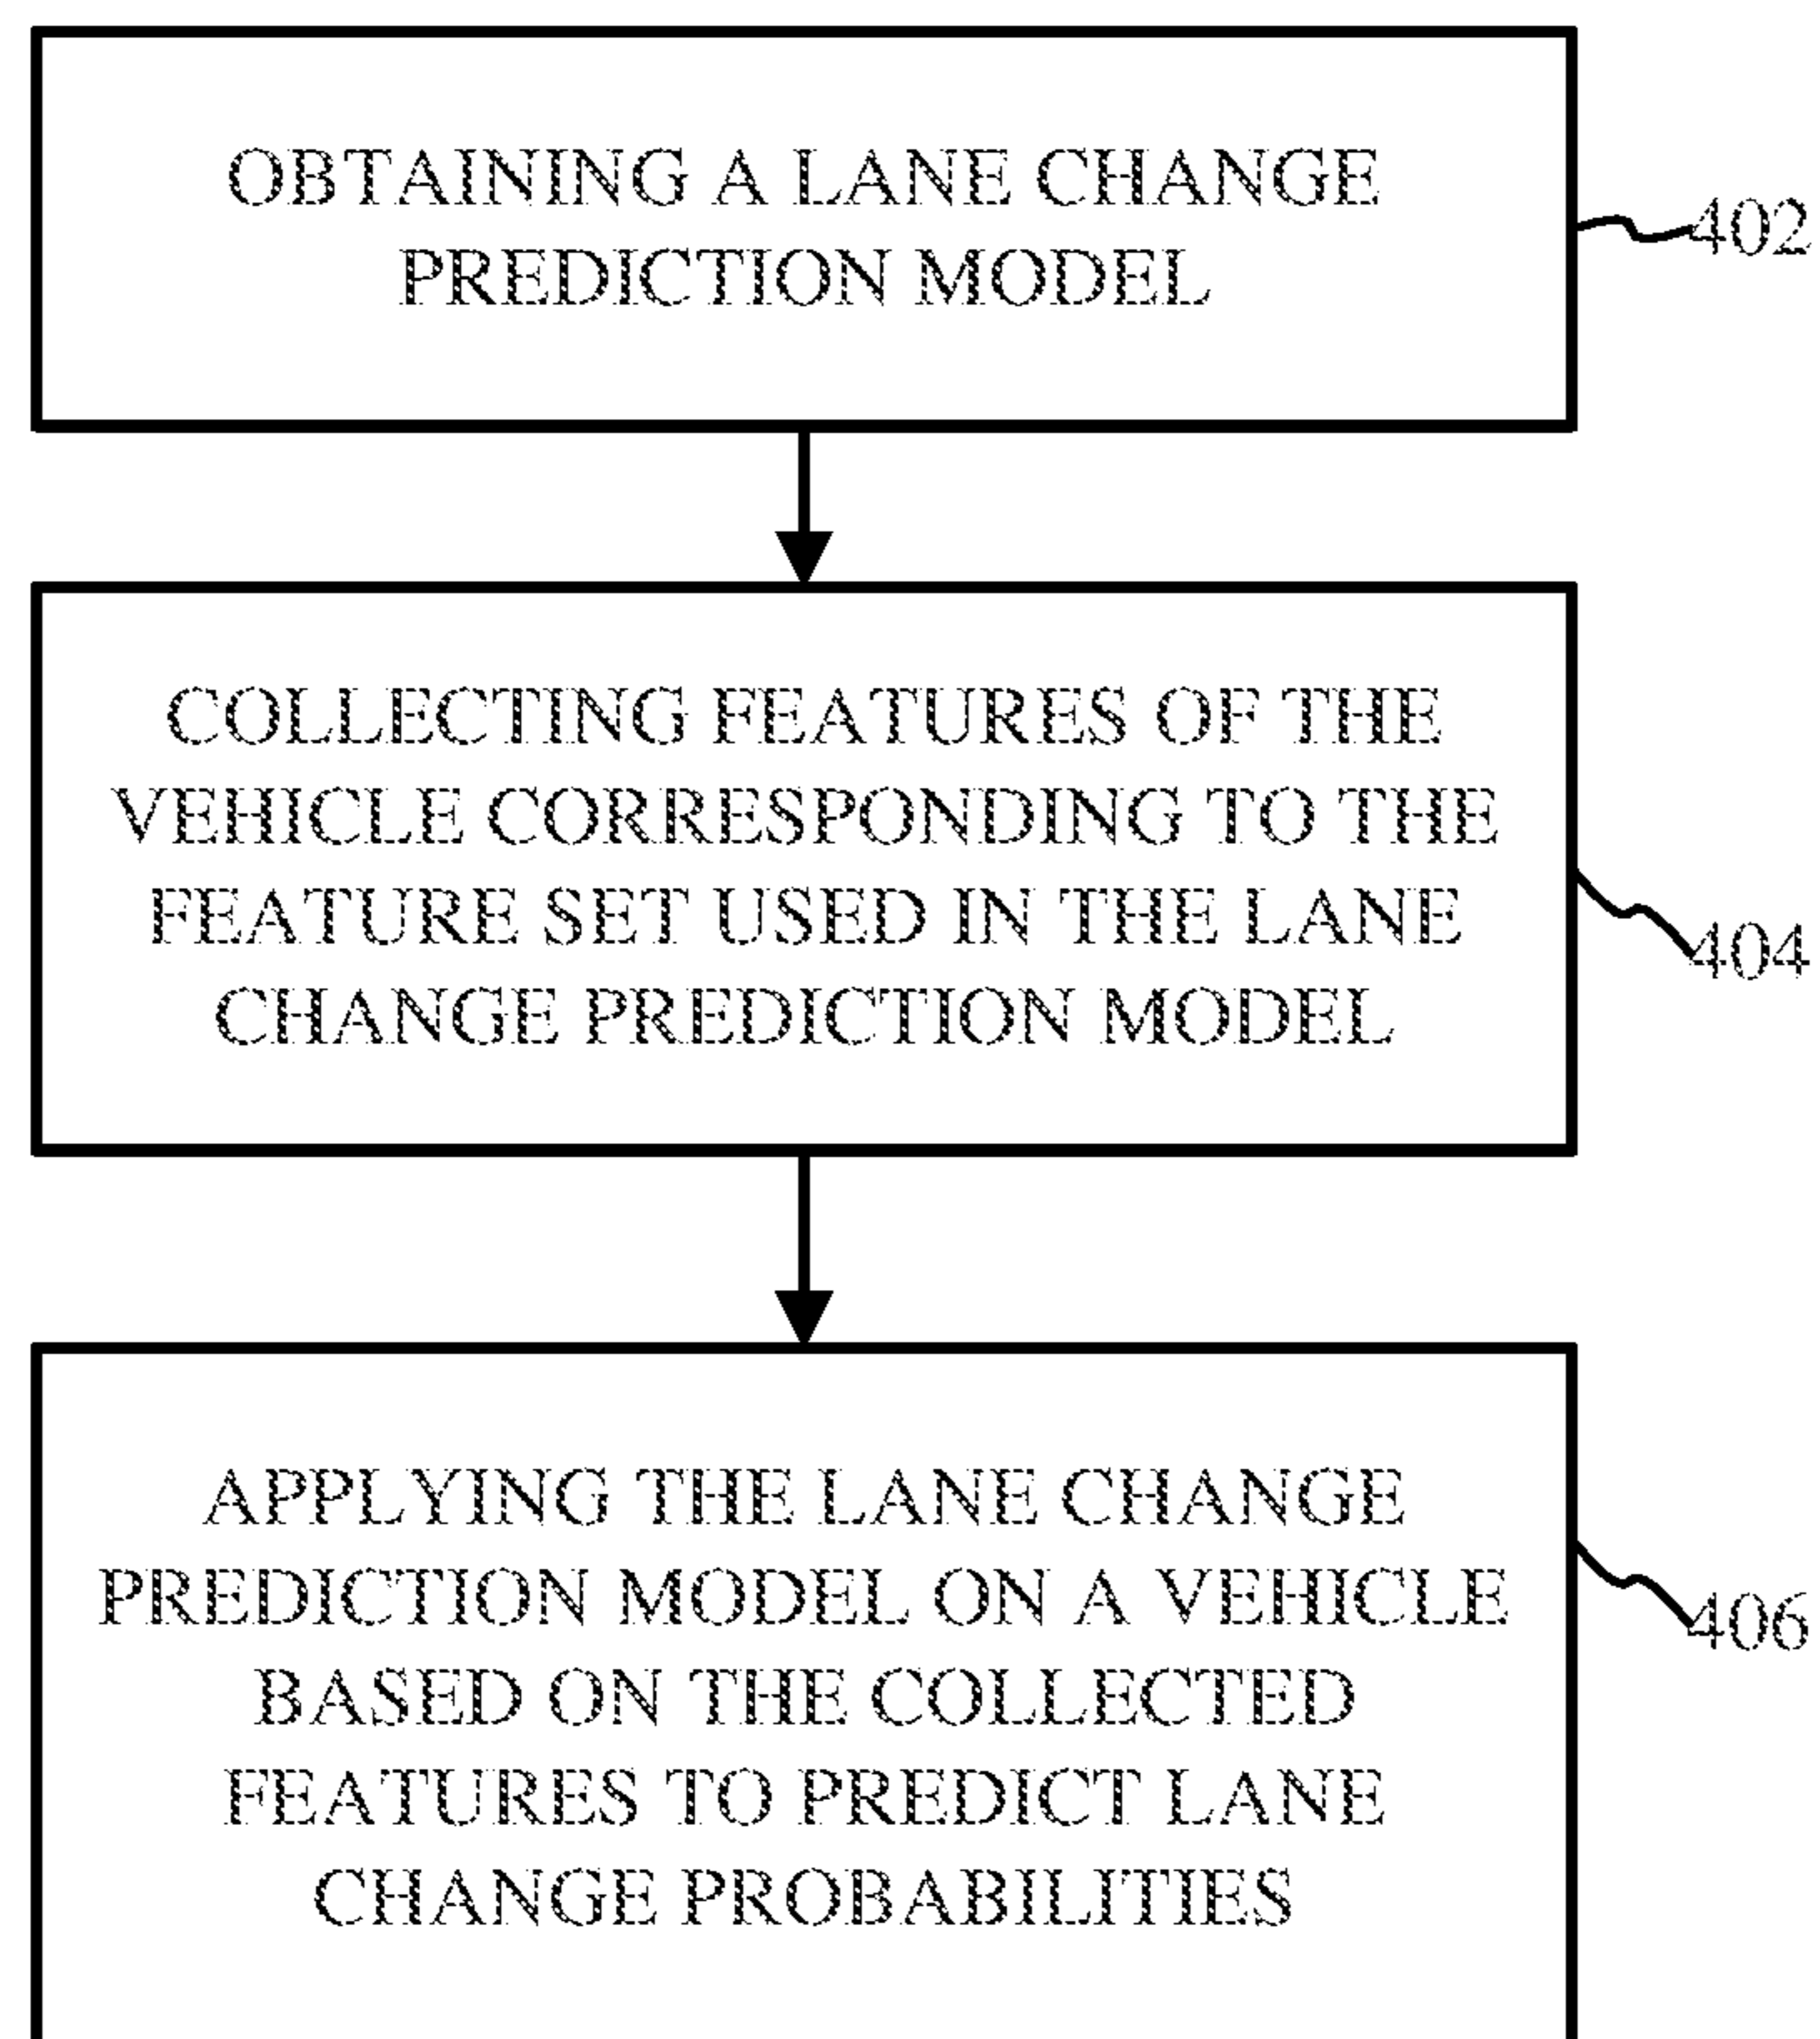 OBTAINING A LANE CHANGE
PREDICTION MODEL
402
COLLECTING FEATURES OF THE
VEHICLE CORRESPONDING TO THE
FEATURE SET USED IN THE LANE
CHANGE PREDICTION MODEL
404
APPLYING THE LANE CHANGE
PREDICTION MODEL ON A VEHICLE
BASED ON THE COLLECTED
FEATURES TO PREDICT LANE
CHANGE PROBABILITIES
406